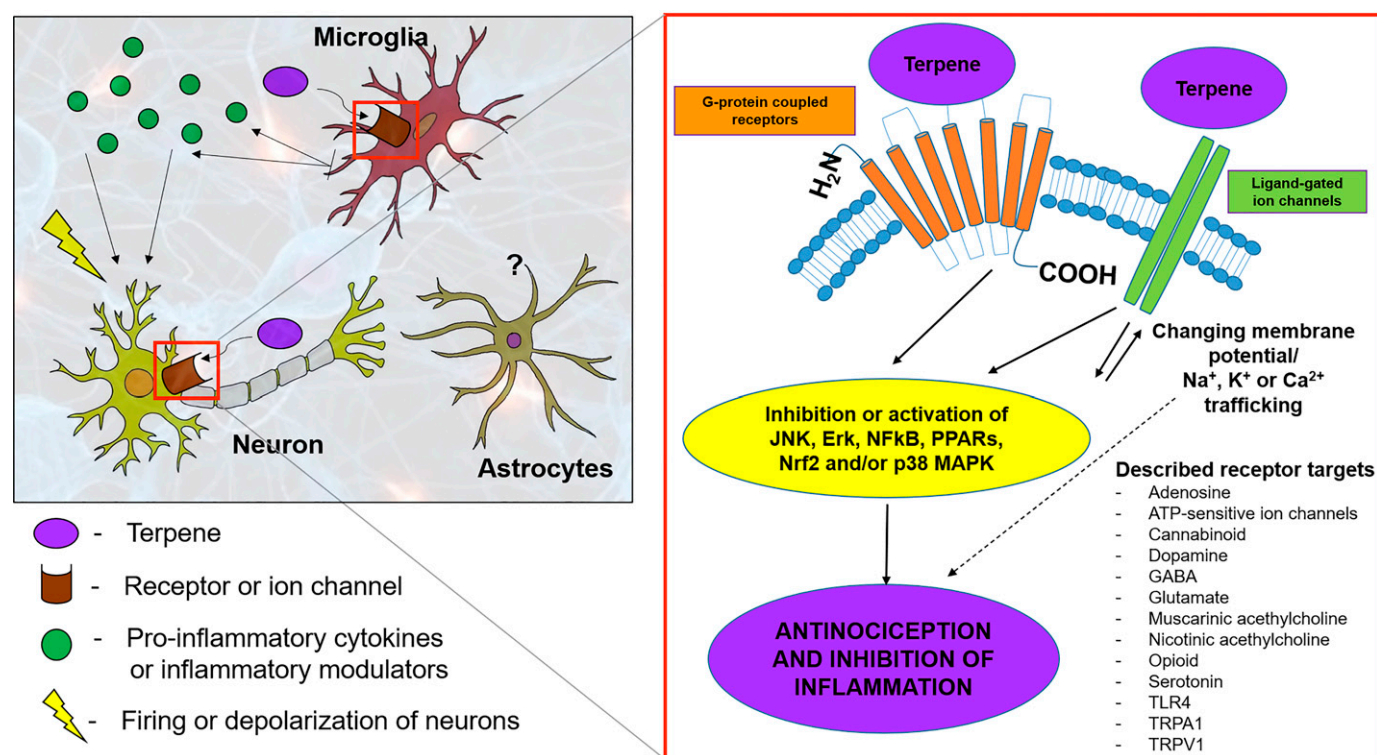 Microglia
?
Neuron
Astrocytes
- Terpene
- Receptor or ion channel
- Pro-inflammatory cytokines
or inflammatory modulators
- Firing or depolarization of neurons
Terpene
Terpene
G-protein coupled
receptors
H₂N
Ligand-gated
ion channels
COOH
Changing membrane
potential/
Na⁺, K⁺ or Ca²⁺
trafficking
Inhibition or activation of
JNK, Erk, NFkB, PPARs,
Nrf2 and/or p38 MAPK
Described receptor targets
- Adenosine
- ATP-sensitive ion channels
- Cannabinoid
- Dopamine
- GABA
- Glutamate
- Muscarinic acetylcholine
- Nicotinic acetylcholine
- Opioid
- Serotonin
- TLR4
- TRPA1
- TRPV1
ANTINOCICEPTION
AND INHIBITION OF
INFLAMMATION